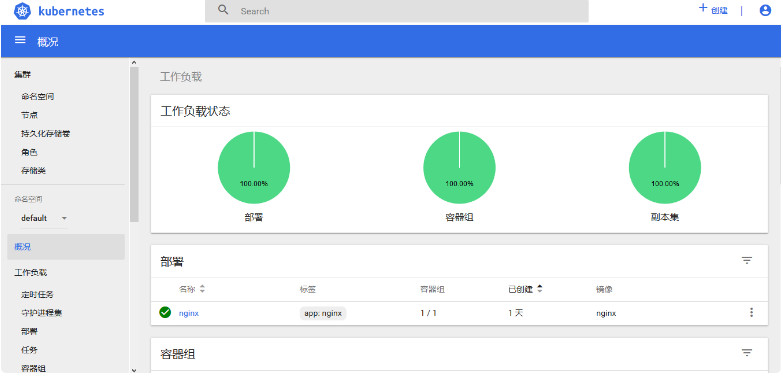 kubernetes
Search
+ 创建
概况
集群
命名空间
节点
持久化存储卷
角色
存储类
命名空间
default
概况
工作负载
定时任务
守护进程集
部署
任务
容器组
工作负载
工作负载状态
100.00%
100.00%
100.00%
部署
容器组
副本集
部署
名称
标签
容器组
已创建
镜像
nginx
app: nginx
1 / 1
1 天
nginx
容器组